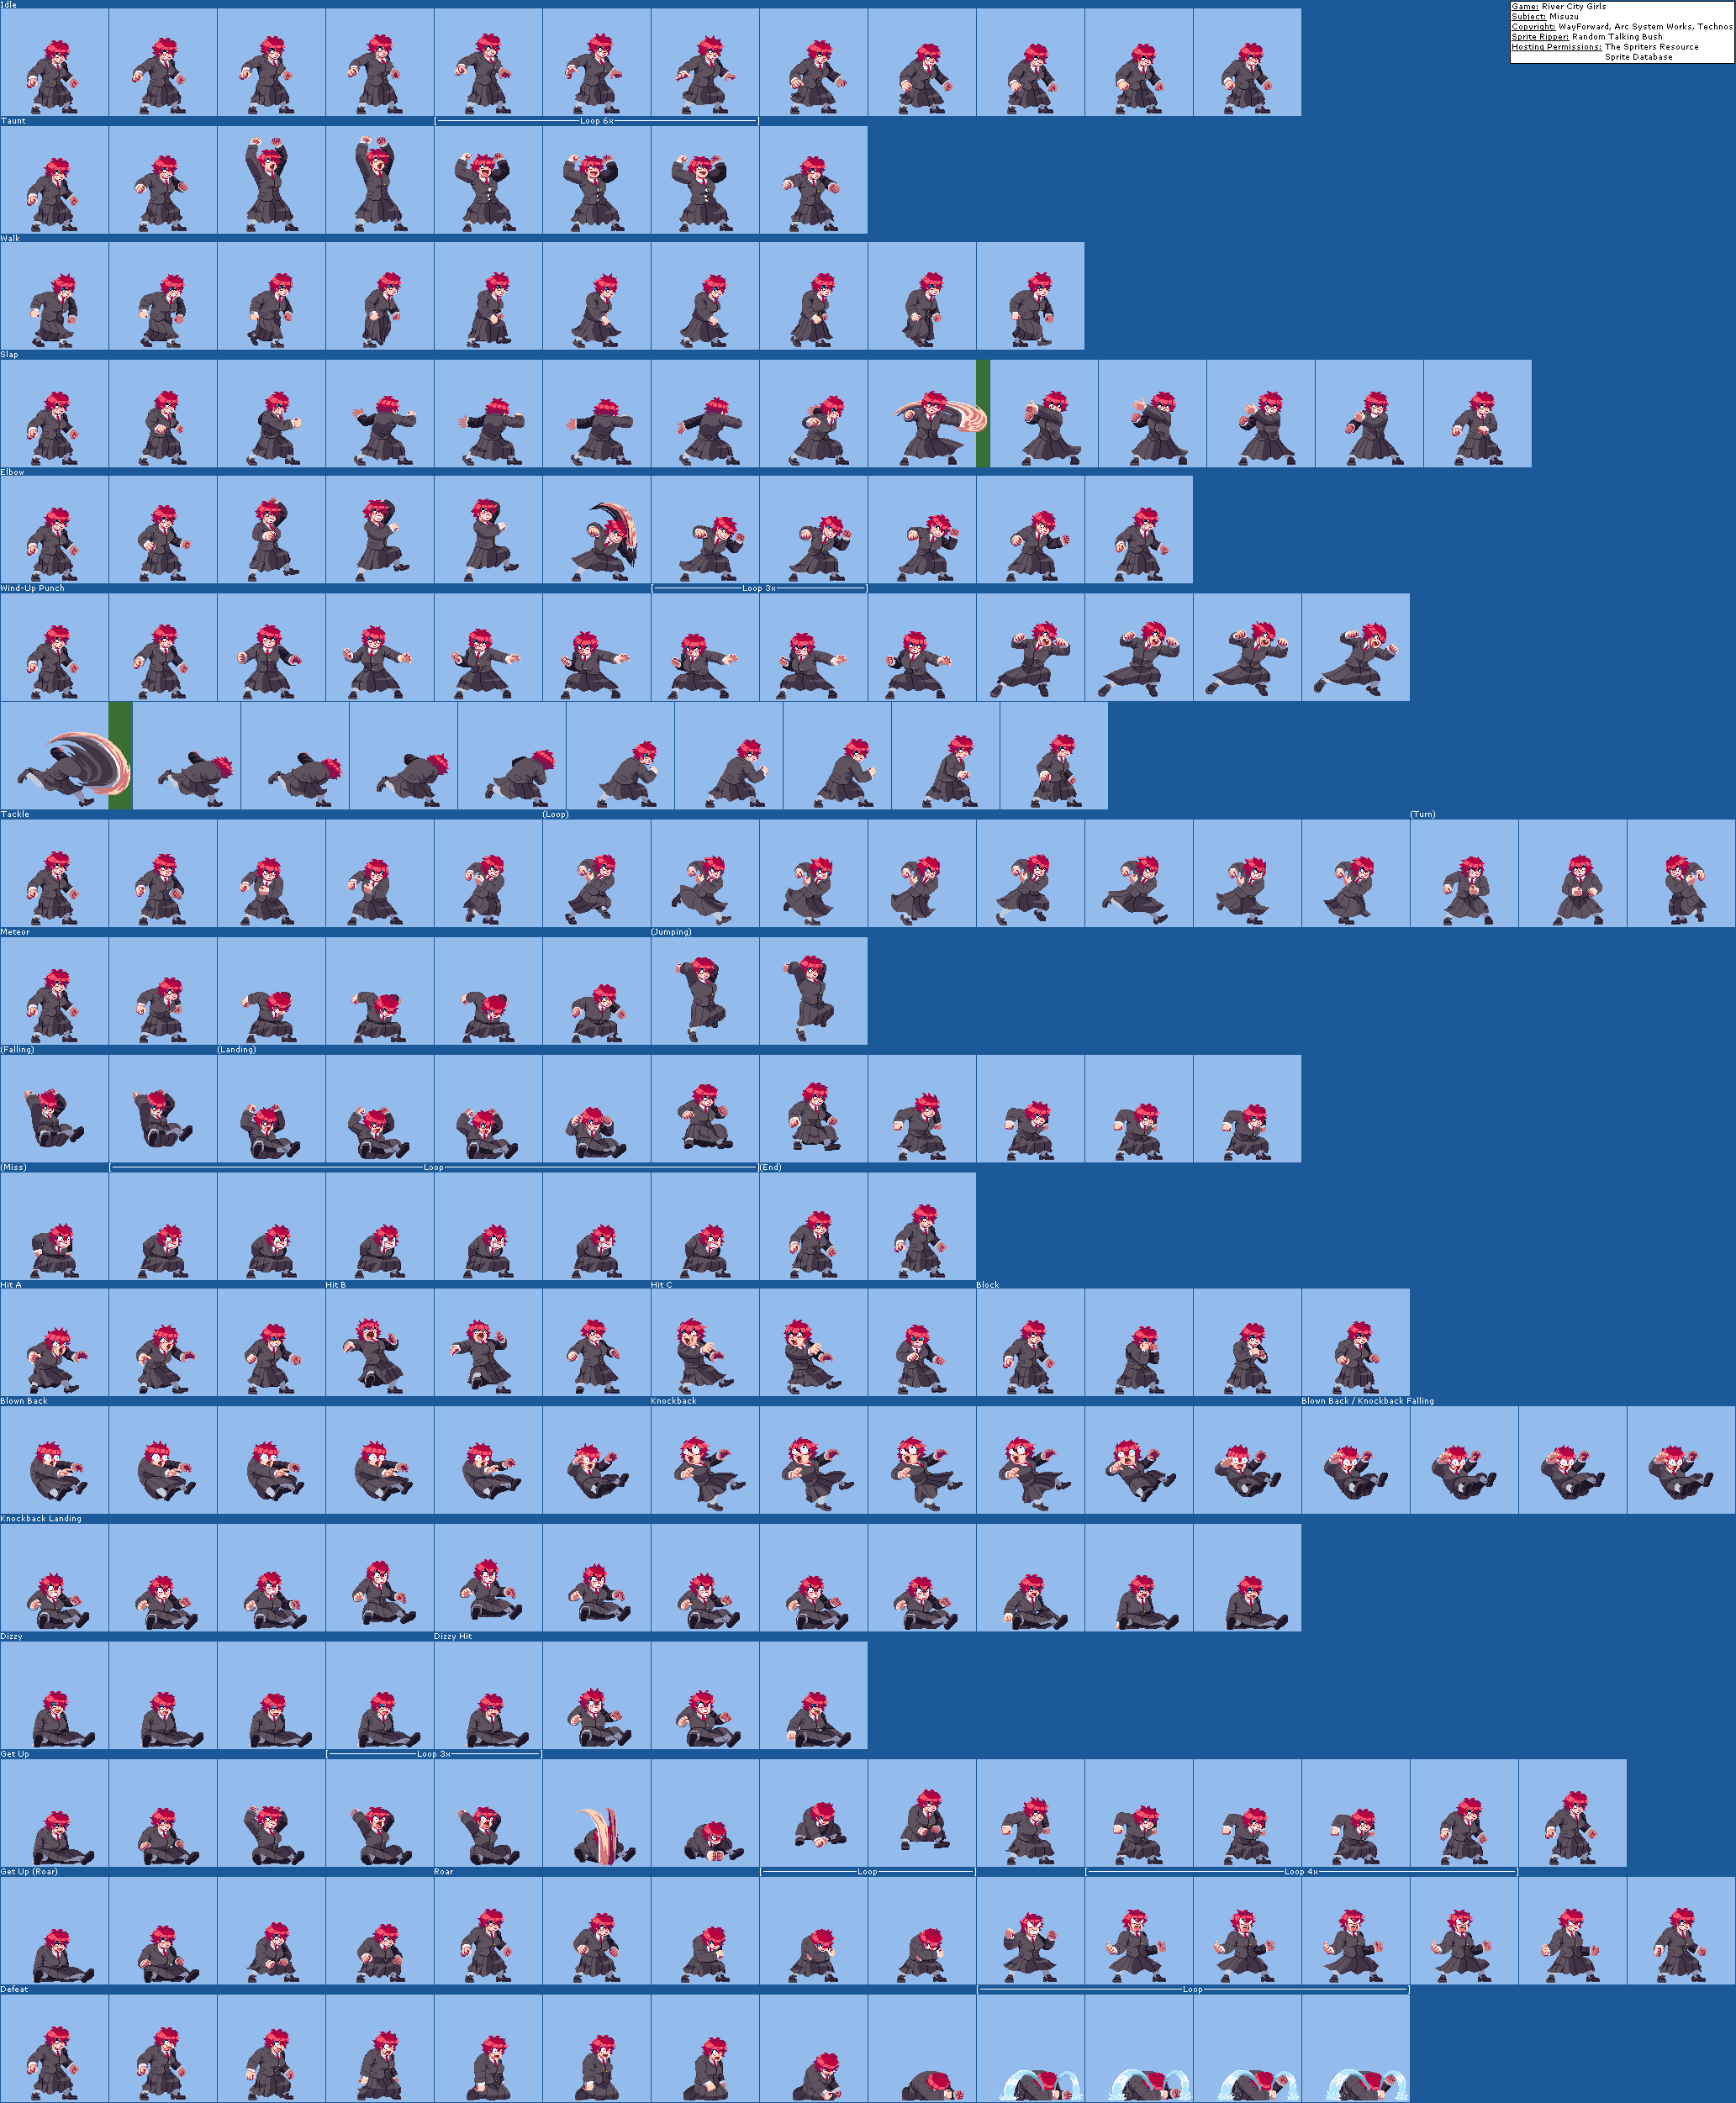 Idle
Game: River City Girls
Subject: Misuzu
Copyright: WayForward, Arc System Works, Technos
Sprite Ripper: Random Talking Bush
Hosting Permissions: The Spriters Resource
Sprite Database
Taunt
[Loop 6x]
Walk
Slap
Elbow
Wind-Up Punch
[Loop 3x]
Tackle
(Loop)
(Turn)
Meteor
(Jumping)
(Falling)
(Landing)
(Miss)
[Loop]
(End)
Hit A
Hit B
Hit C
Block
Blown Back
Knockback
Blown Back / Knockback Falling
Knockback Landing
Dizzy
Dizzy Hit
Get Up
[Loop 3x]
Get Up (Roar)
Roar
[Loop]
[Loop 4x]
Defeat
[Loop]